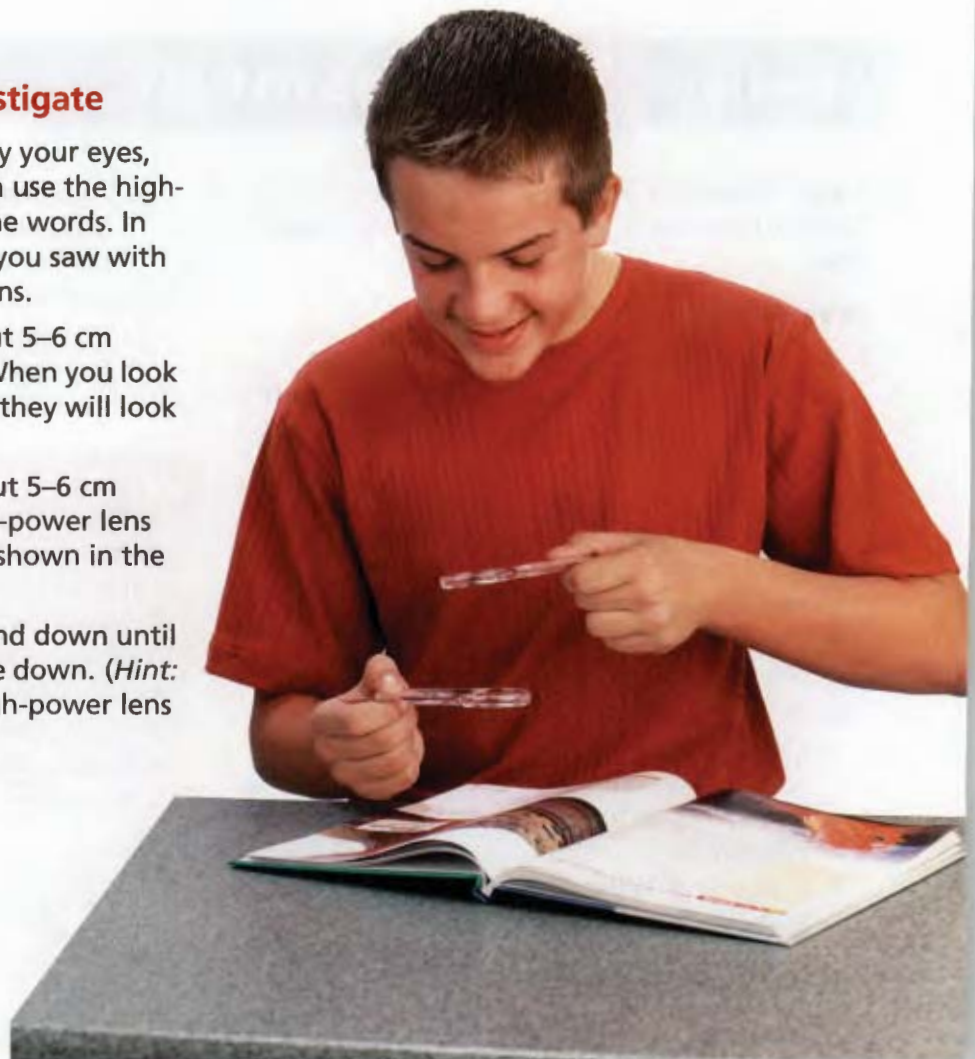 stigate
y your eyes,
use the high-
e words. In
you saw with
ns.
ut 5–6 cm
When you look
they will look
ut 5–6 cm
-power lens
shown in the
nd down until
e down. (Hint:
h-power lens